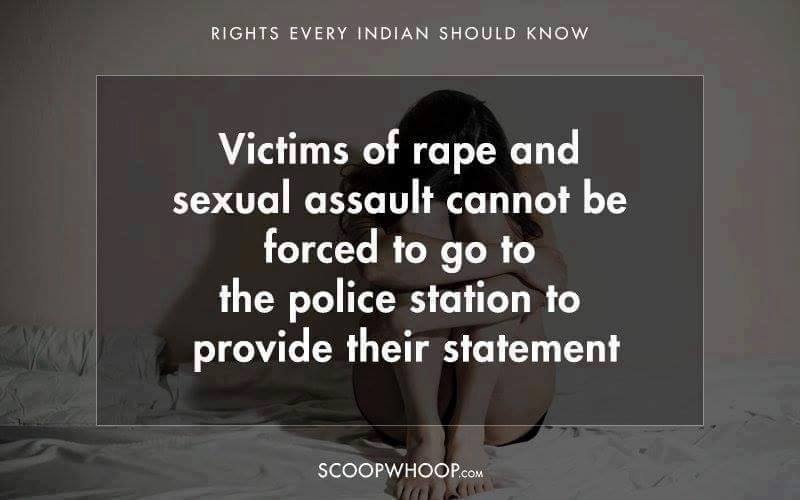 RIGHTS EVERY INDIAN SHOULD KNOW
Victims of rape and
sexual assault cannot be
forced to go to
the police station to
provide their statement
SCOOPWHOOP.COM